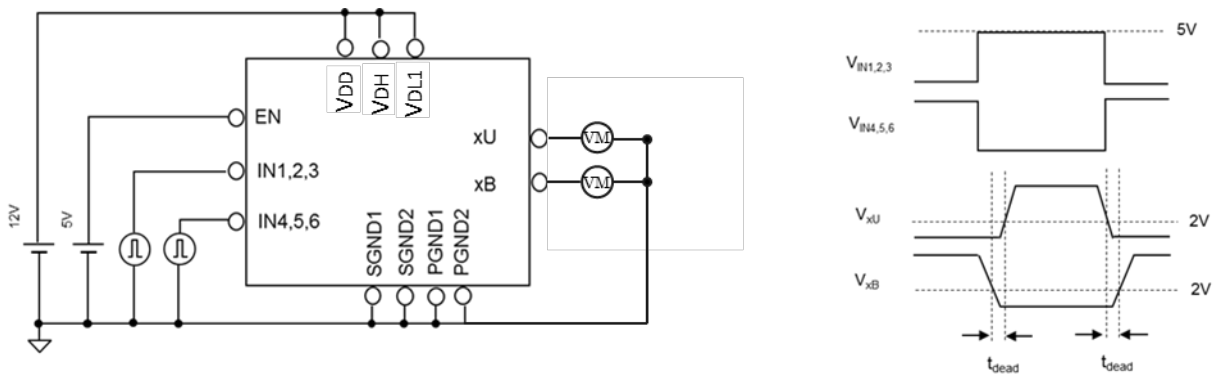 VDD
VDH
VDL1
EN
IN1,2,3
IN4,5,6
xU
xB
VM
VM
12V
5V
SGND1
SGND2
PGND1
PGND2
5V
VIN1,2,3
VIN4,5,6
VxU
2V
VxB
2V
tdead
tdead